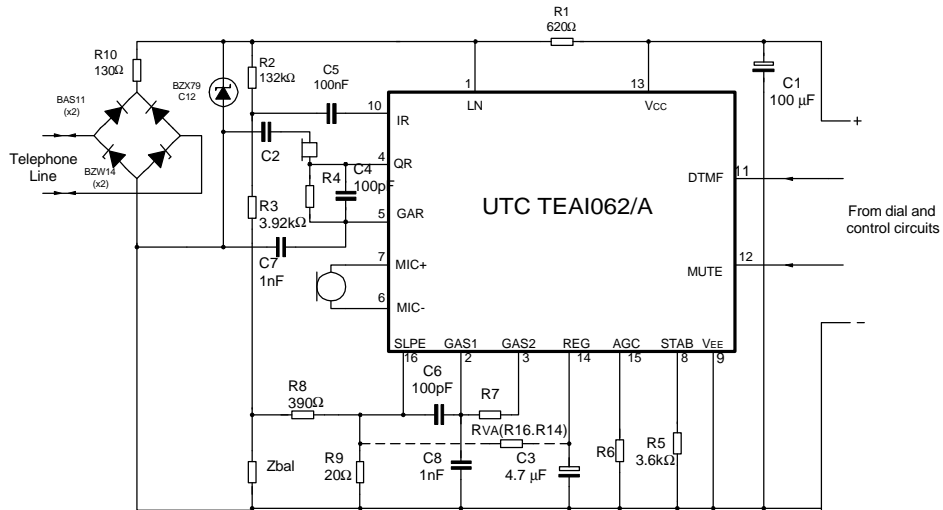 R1
620Ω
R10
130Ω
R2
132kΩ
C5
100nF
BZX79
C12
1
LN
13
Vcc
C1
100 μF
BAS11
(x2)
10
IR
+
Telephone
Line
C2
4
QR
BZW14
(x2)
R4
C4
100pF
DTMF
11
R3
3.92kΩ
5
GAR
UTC TEAI062/A
From dial and
control circuits
C7
1nF
7
MIC+
12
MUTE
6
MIC-
SLPE
GAS1
GAS2
REG
AGC
STAB
VEE
16
2
3
14
15
8
9
−
C6
100pF
R8
390Ω
R7
RVA(R16.R14)
R9
20Ω
C8
1nF
C3
4.7 μF
R6
R5
3.6kΩ
Zbal